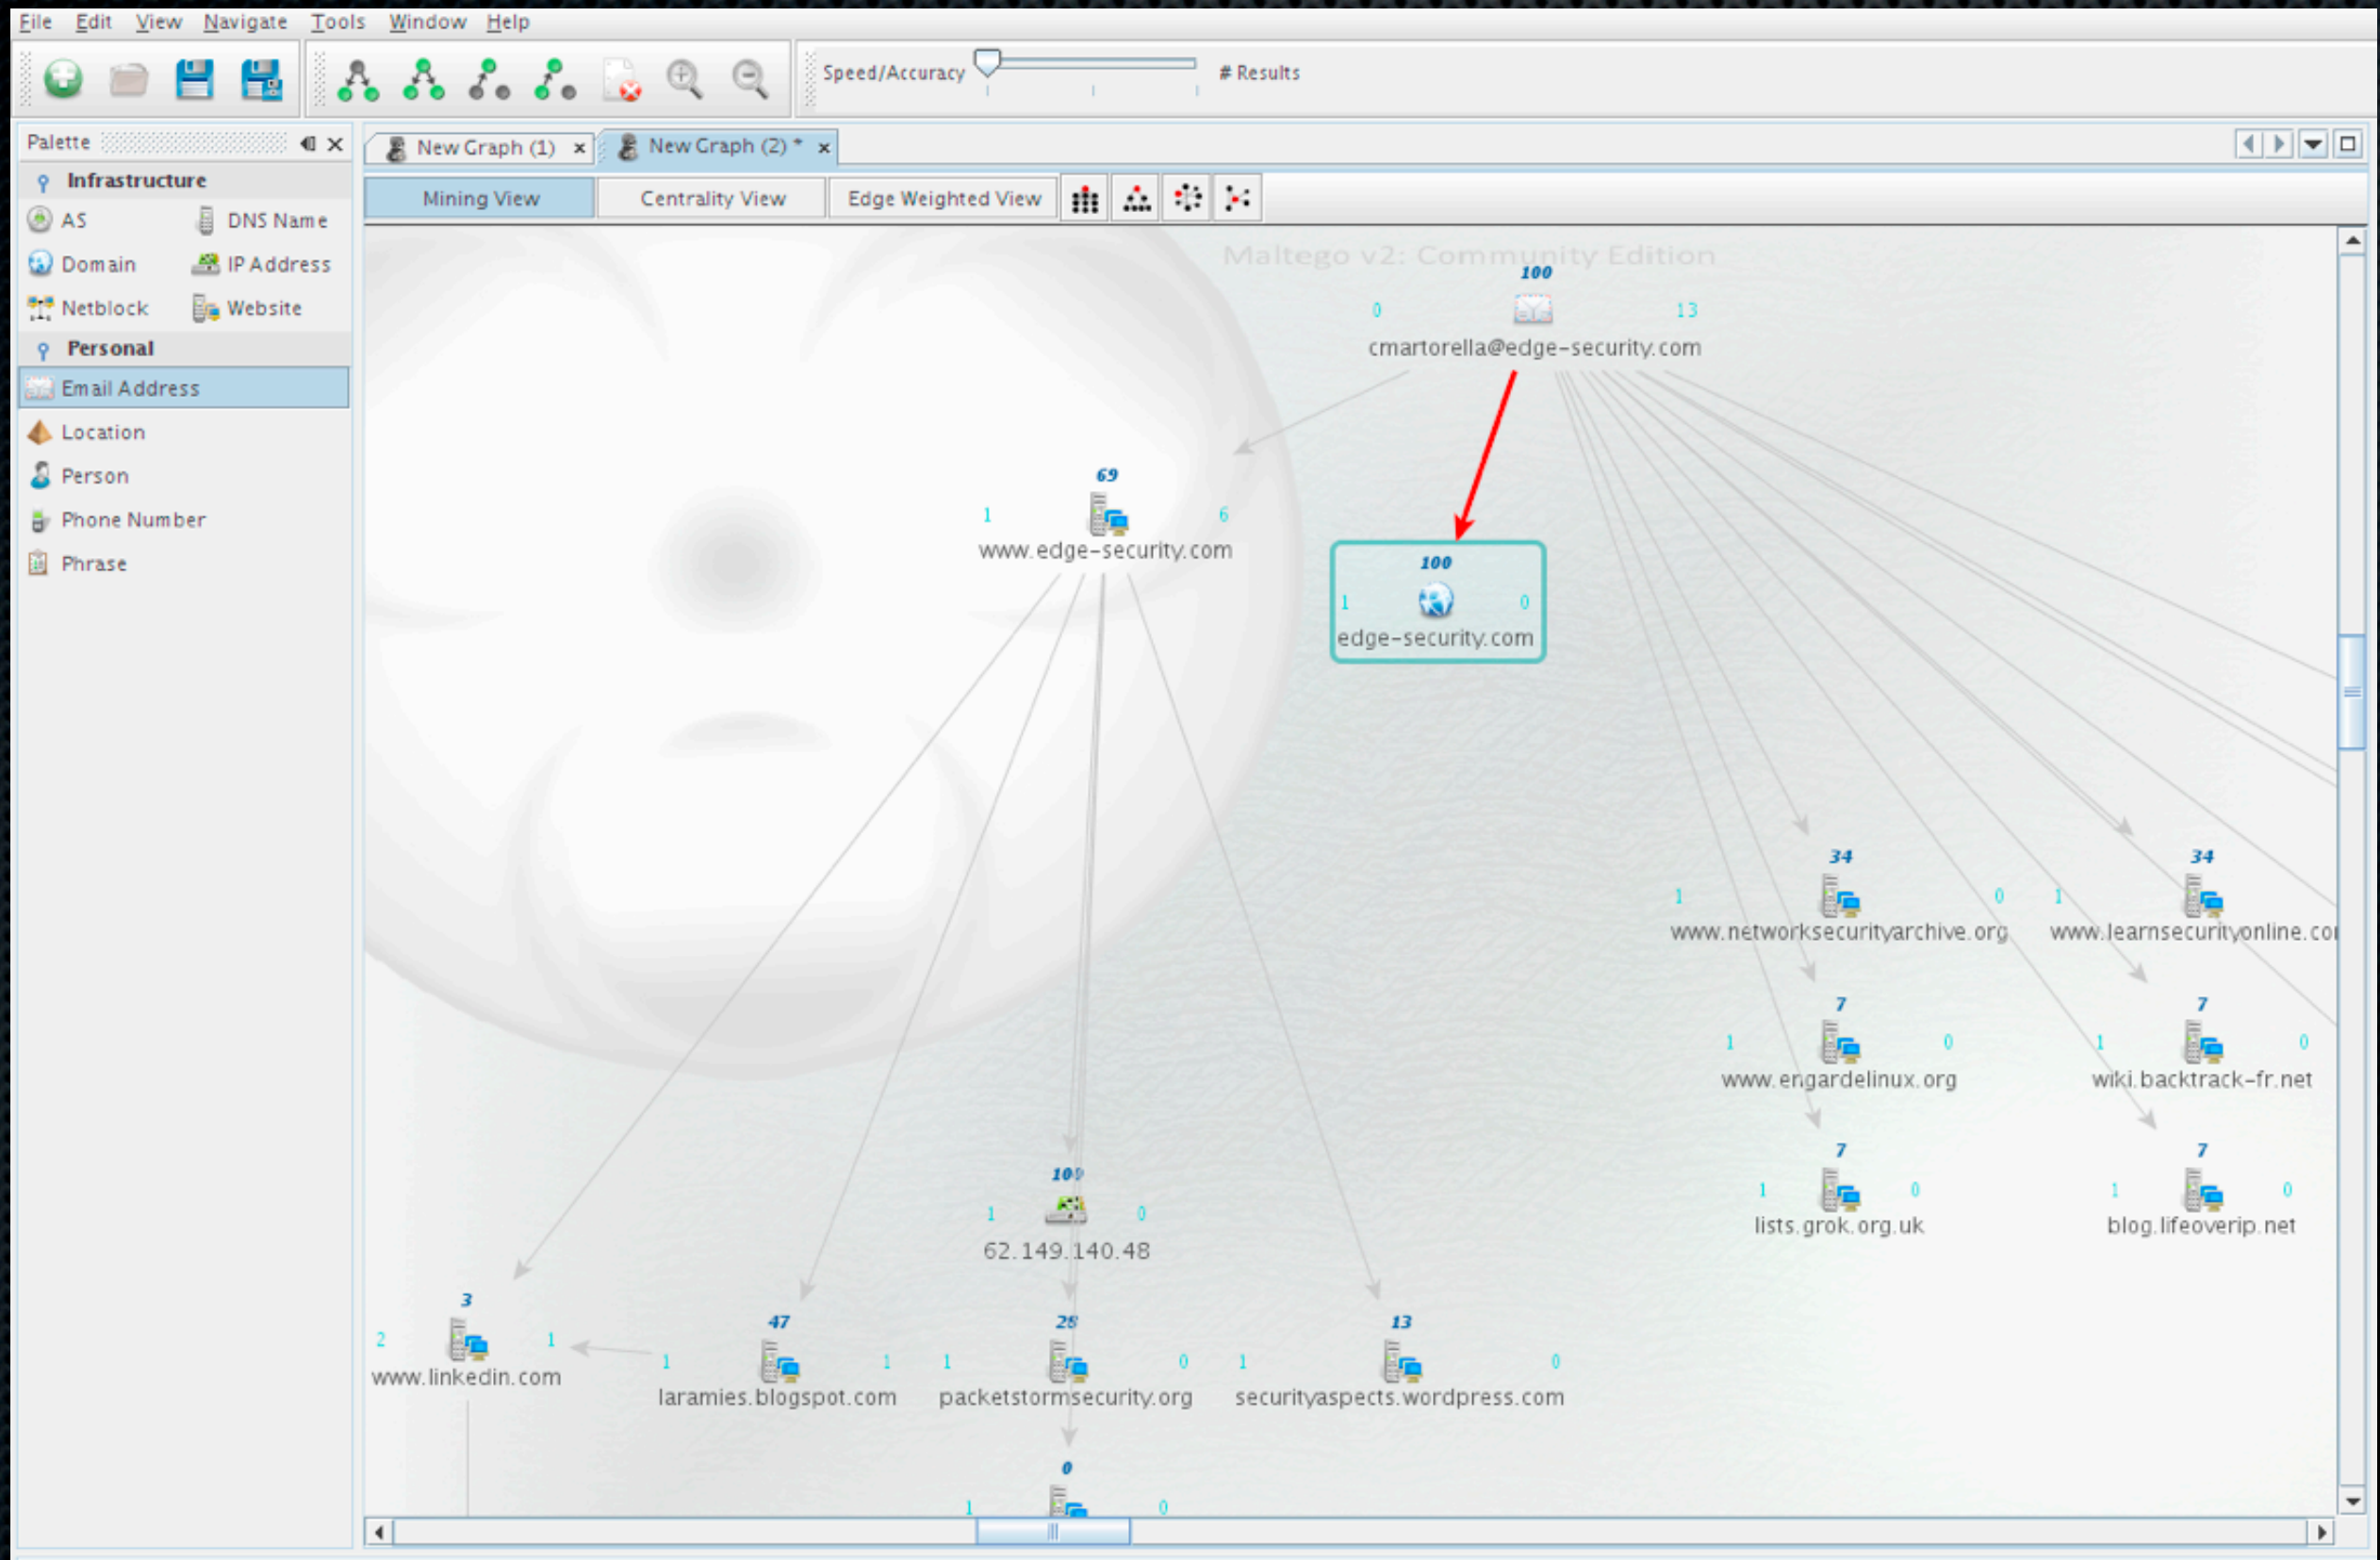 File Edit View Navigate Tools Window Help
Speed/Accuracy # Results
Palette
New Graph (1) New Graph (2) *
Infrastructure
Mining View Centrality View Edge Weighted View
AS DNS Name
Domain IP Address
Netblock Website
Personal
Email Address
Location
Person
Phone Number
Phrase
Maltego v2: Community Edition
100
0 13
cmartorella@edge-security.com
69
1 6
www.edge-security.com
100
1 0
edge-security.com
34 34
1 0 1
www.networksecurityarchive.org www.learnsecurityonline.co
7 7
1 0 1 0
www.engardelinux.org wiki.backtrack-fr.net
7 7
1 0 1 0
lists.grok.org.uk blog.lifeoverip.net
100
1 0
62.149.140.48
3 47 28 13
2 1 1 1 1 0 1 0
www.linkedin.com laramies.blogspot.com packetstormsecurity.org securityaspects.wordpress.com
0
1 0